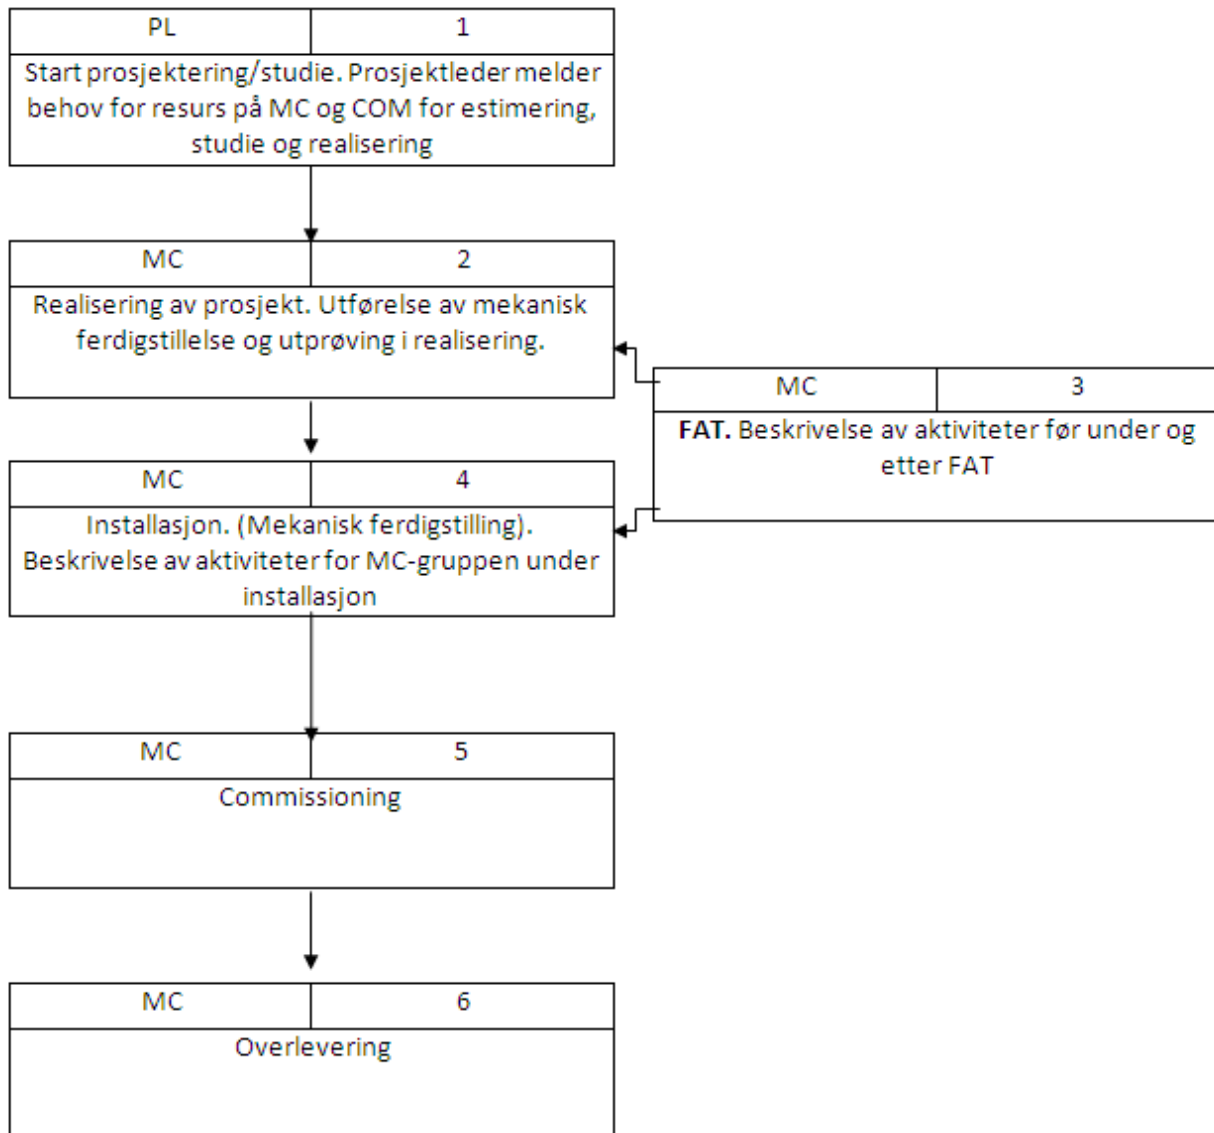 PL 1
Start prosjektering/studie. Prosjektleder melder
behov for resurs på MC og COM for estimering,
studie og realisering
MC 2
Realisering av prosjekt. Utførelse av mekanisk
ferdigstillelse og utprøving i realisering.
MC 3
FAT. Beskrivelse av aktiviteter før under og
etter FAT
MC 4
Installasjon. (Mekanisk ferdigstilling).
Beskrivelse av aktiviteter for MC-gruppen under
installasjon
MC 5
Commissioning
MC 6
Overlevering